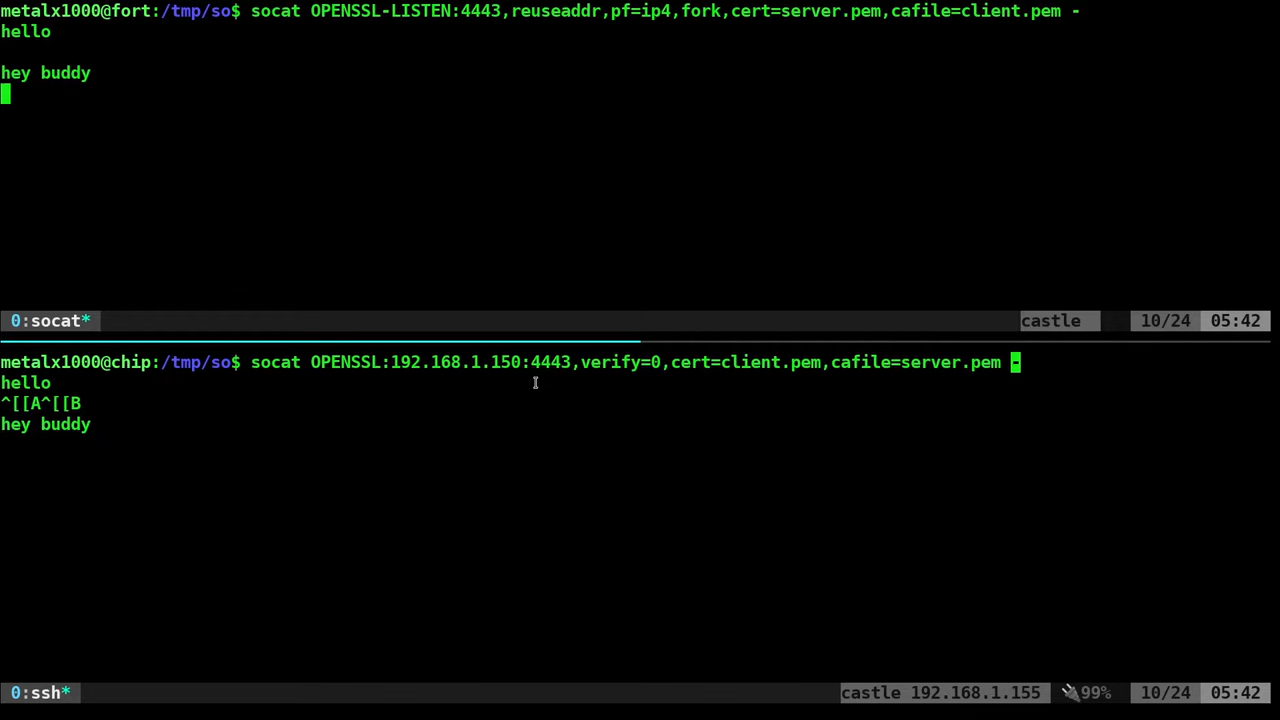 metalx1000@fort:/tmp/so$ socat OPENSSL-LISTEN:4443,reuseaddr,pf=ip4,fork,cert=server.pem,cafile=client.pem -
hello
hey buddy
0:socat*
castle 10/24 05:42
metalx1000@chip:/tmp/so$ socat OPENSSL:192.168.1.150:4443,verify=0,cert=client.pem,cafile=server.pem -
hello
^[[A^[[B
hey buddy
0:ssh*
castle 192.168.1.155 99% 10/24 05:42